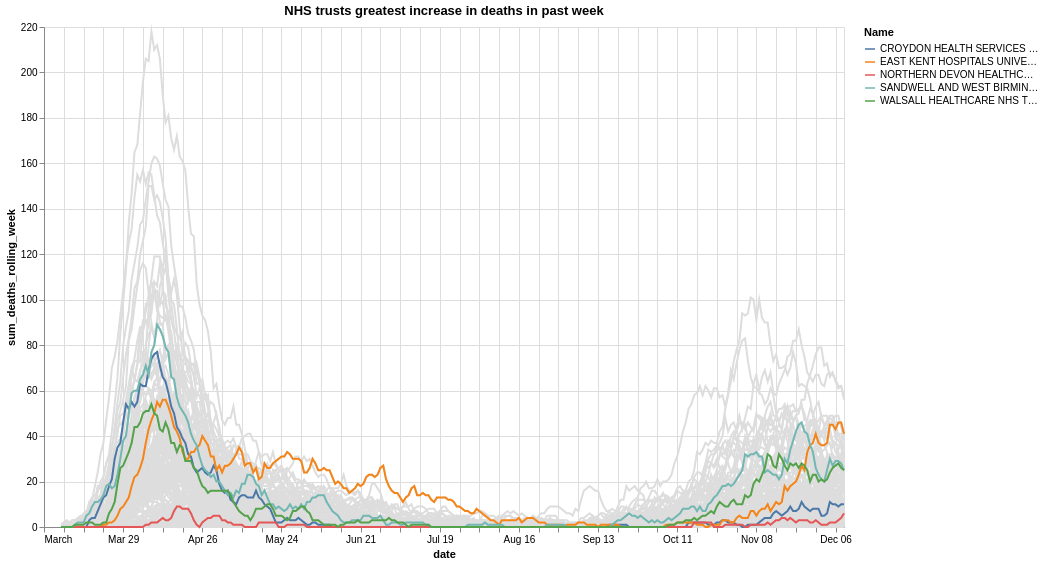 NHS trusts greatest increase in deaths in past week
Name
CROYDON HEALTH SERVICES …
EAST KENT HOSPITALS UNIVE…
NORTHERN DEVON HEALTHC…
SANDWELL AND WEST BIRMIN…
WALSALL HEALTHCARE NHS T…
sum_deaths_rolling_week
220
200
180
160
140
120
100
80
60
40
20
0
March Mar 29 Apr 26 May 24 Jun 21 Jul 19 Aug 16 Sep 13 Oct 11 Nov 08 Dec 06
date